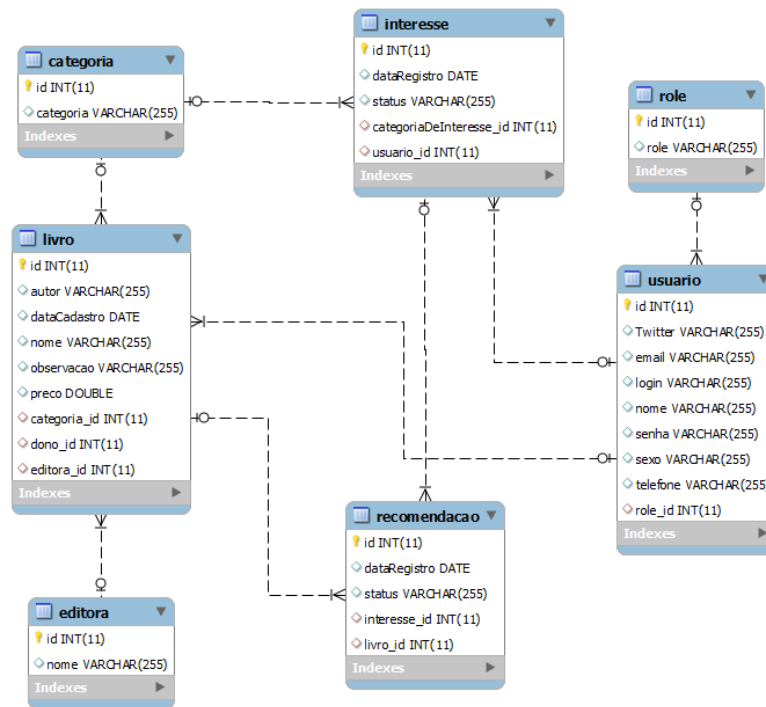 categoria
id INT(11)
categoria VARCHAR(255)
Indexes
interesse
id INT(11)
dataRegistro DATE
status VARCHAR(255)
categoriaDeInteresse_id INT(11)
usuario_id INT(11)
Indexes
role
id INT(11)
role VARCHAR(255)
Indexes
livro
id INT(11)
autor VARCHAR(255)
dataCadastro DATE
nome VARCHAR(255)
observacao VARCHAR(255)
preco DOUBLE
categoria_id INT(11)
dono_id INT(11)
editora_id INT(11)
Indexes
usuario
id INT(11)
Twitter VARCHAR(255)
email VARCHAR(255)
login VARCHAR(255)
nome VARCHAR(255)
senha VARCHAR(255)
sexo VARCHAR(255)
telefone VARCHAR(255)
role_id INT(11)
Indexes
recomendacao
id INT(11)
dataRegistro DATE
status VARCHAR(255)
interesse_id INT(11)
livro_id INT(11)
Indexes
editora
id INT(11)
nome VARCHAR(255)
Indexes